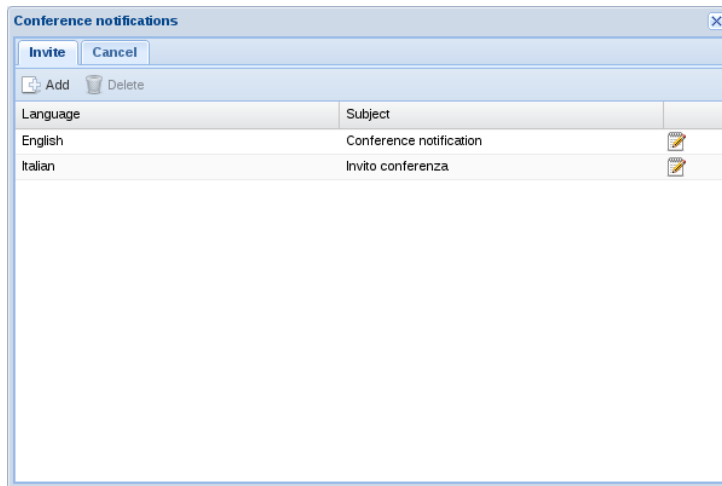 Conference notifications
Invite Cancel
Add Delete
Language Subject
English Conference notification
Italian Invito conferenza